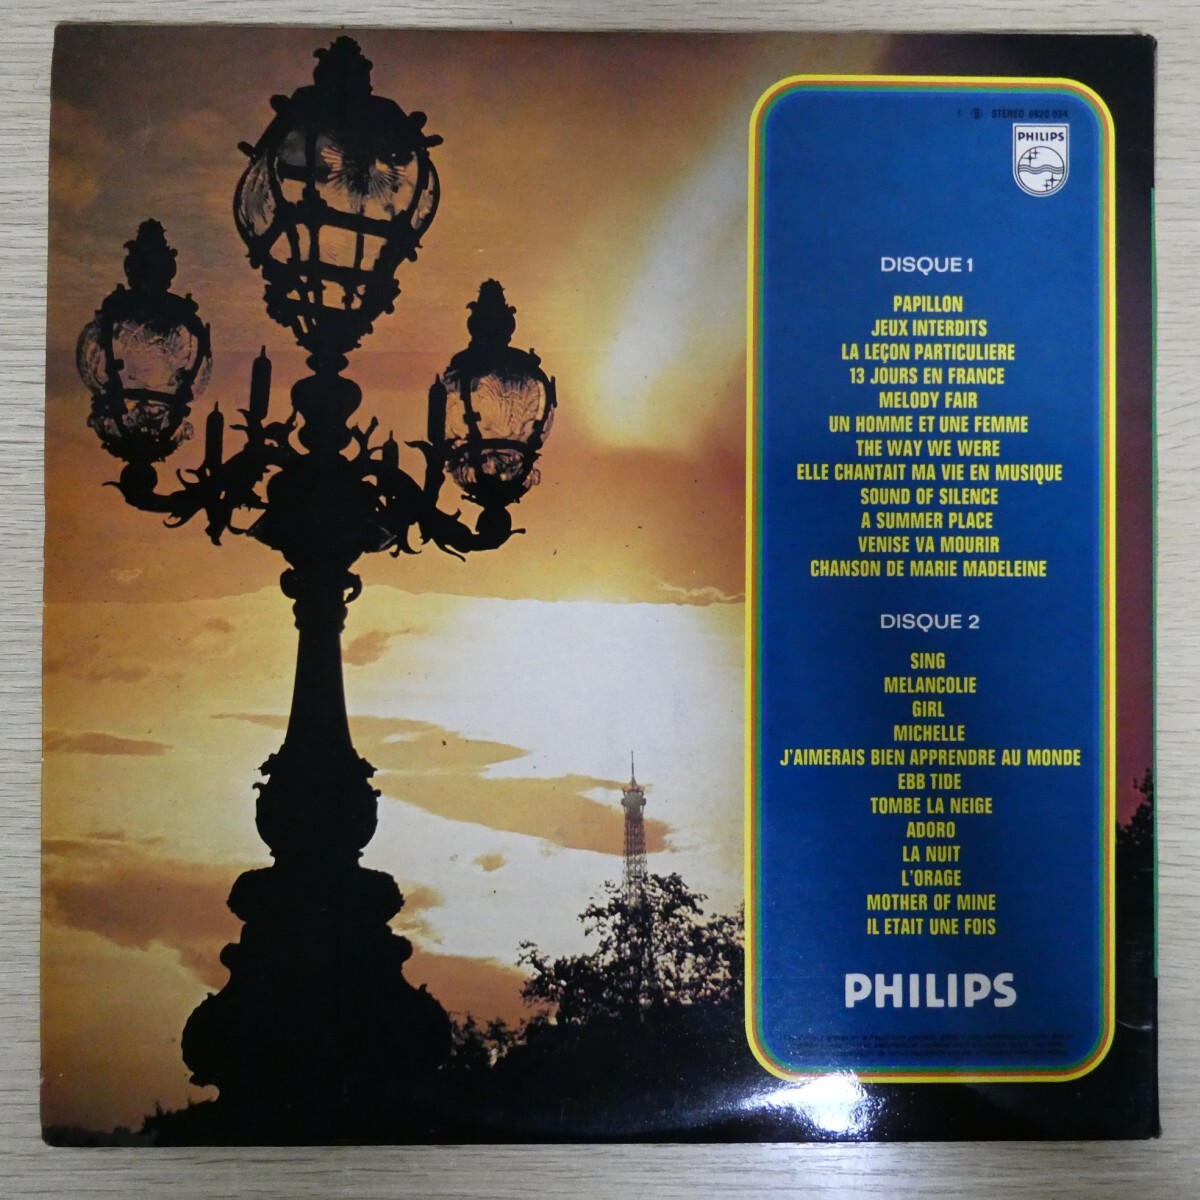 STEREO 6620 024
PHILIPS
DISQUE 1
PAPILLON
JEUX INTERDITS
LA LEÇON PARTICULIERE
13 JOURS EN FRANCE
MELODY FAIR
UN HOMME ET UNE FEMME
THE WAY WE WERE
ELLE CHANTAIT MA VIE EN MUSIQUE
SOUND OF SILENCE
A SUMMER PLACE
VENISE VA MOURIR
CHANSON DE MARIE MADELEINE
DISQUE 2
SING
MELANCOLIE
GIRL
MICHELLE
J'AIMERAIS BIEN APPRENDRE AU MONDE
EBB TIDE
TOMBE LA NEIGE
ADORO
LA NUIT
L'ORAGE
MOTHER OF MINE
IL ETAIT UNE FOIS
PHILIPS